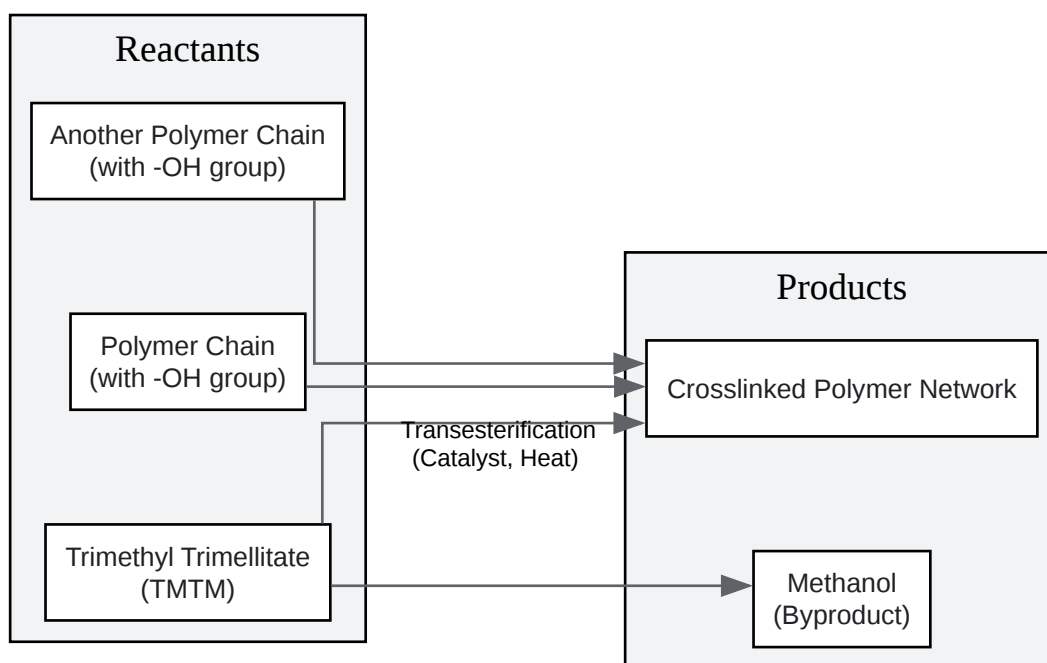 Reactants
Another Polymer Chain
(with -OH group)
Polymer Chain
(with -OH group)
Trimethyl Trimellitate
(TMTM)
Transesterification
(Catalyst, Heat)
Products
Crosslinked Polymer Network
Methanol
(Byproduct)